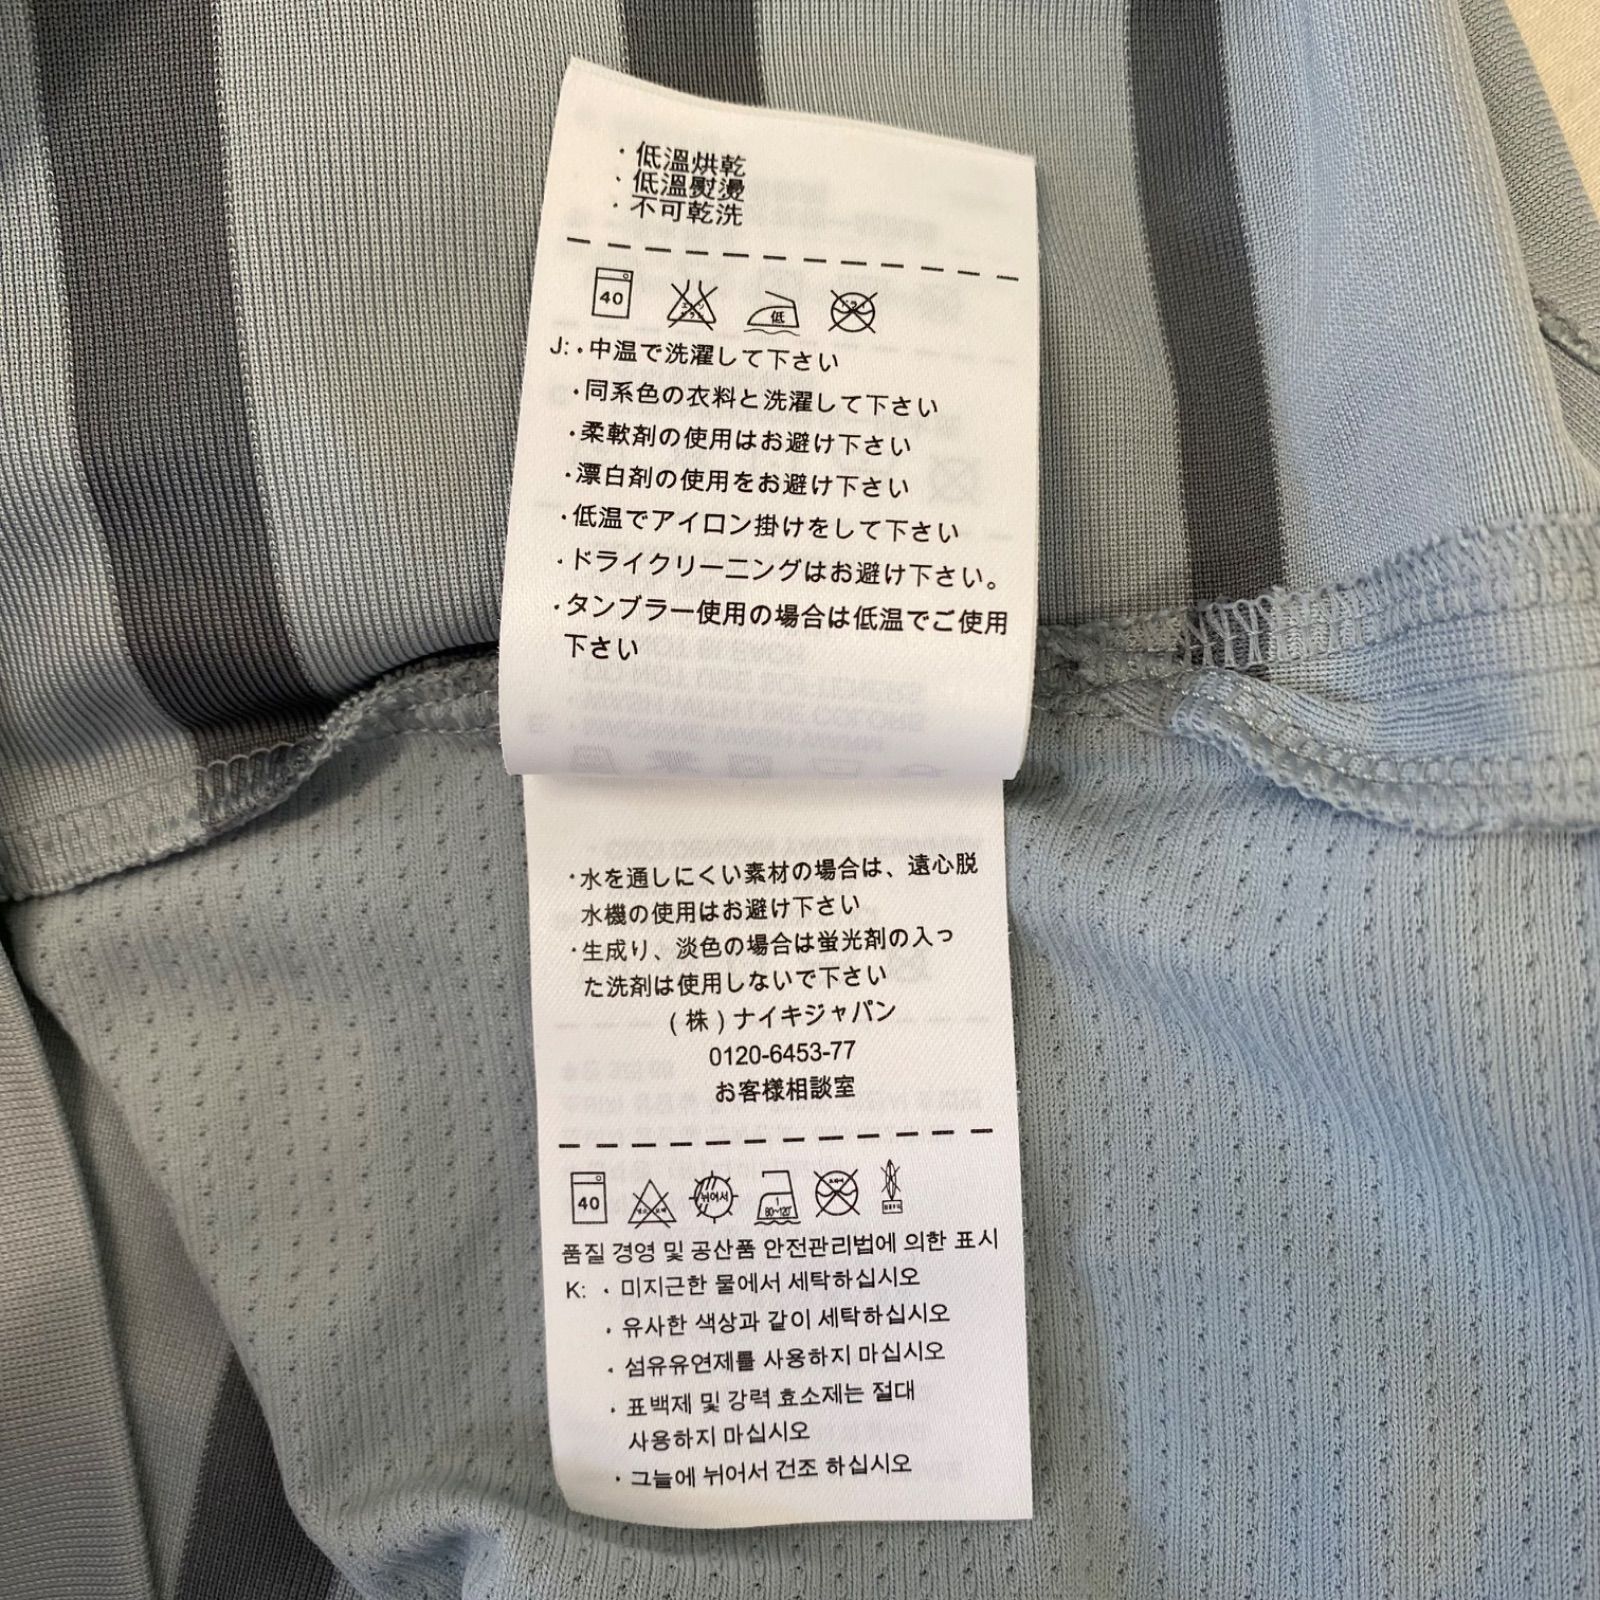 · 低溫烘乾
· 低溫熨燙
· 不可乾洗
40
低
J: · 中温で洗濯して下さい
· 同系色の衣料と洗濯して下さい
· 柔軟剤の使用はお避け下さい
· 漂白剤の使用をお避け下さい
· 低温でアイロン掛けをして下さい
· ドライクリーニングはお避け下さい。
· タンブラー使用の場合は低温でご使用
下さい
· 水を通しにくい素材の場合は、遠心脱
水機の使用はお避け下さい
· 生成り、淡色の場合は蛍光剤の入っ
た洗剤は使用しないで下さい
(株)ナイキジャパン
0120-6453-77
お客様相談室
40 뉘어서 80~120°
품질 경영 및 공산품 안전관리법에 의한 표시
K: · 미지근한 물에서 세탁하십시오
· 유사한 색상과 같이 세탁하십시오
· 섬유유연제를 사용하지 마십시오
· 표백제 및 강력 효소제는 절대
사용하지 마십시오
· 그늘에 뉘어서 건조 하십시오